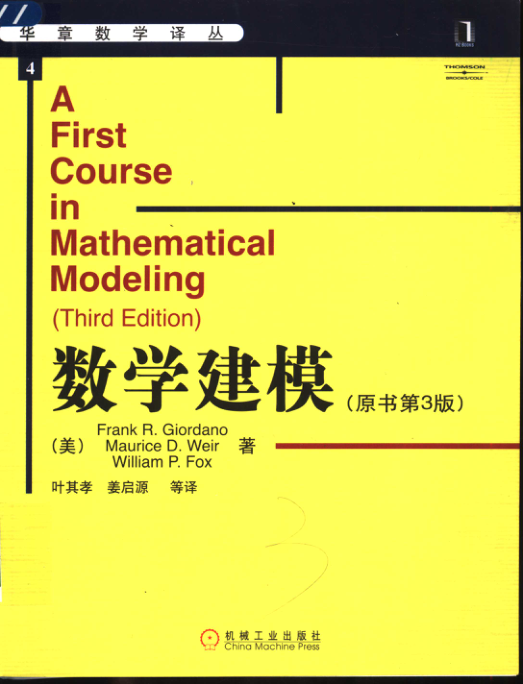 华章数学译丛
THOMSON
BROOKS/COLE
4
A
First
Course
in
Mathematical
Modeling
(Third Edition)
数学建模(原书第3版)
Frank R. Giordano
(美) Maurice D. Weir 著
William P. Fox
叶其孝 姜启源 等译
机械工业出版社
China Machine Press